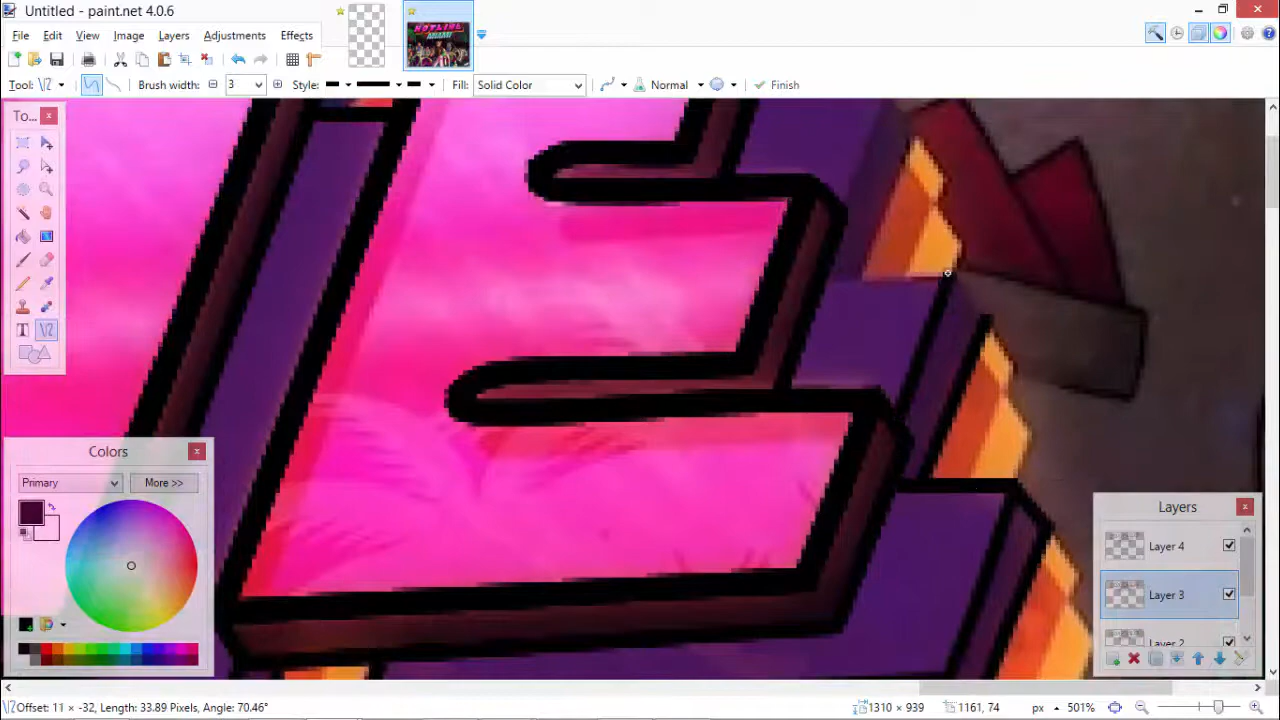 Untitled - paint.net 4.0.6
File Edit View Image Layers Adjustments Effects
Tool: Brush width: 3 Style: Fill: Solid Color Normal Finish
To...
HOTLINE
MIAMI
T
E
Colors
Primary More >>
Layers
Layer 4
Layer 3
Layer 2
Offset: 11 × -32, Length: 33.89 Pixels, Angle: 70.46° 1310 × 939 1161, 74 px 501%